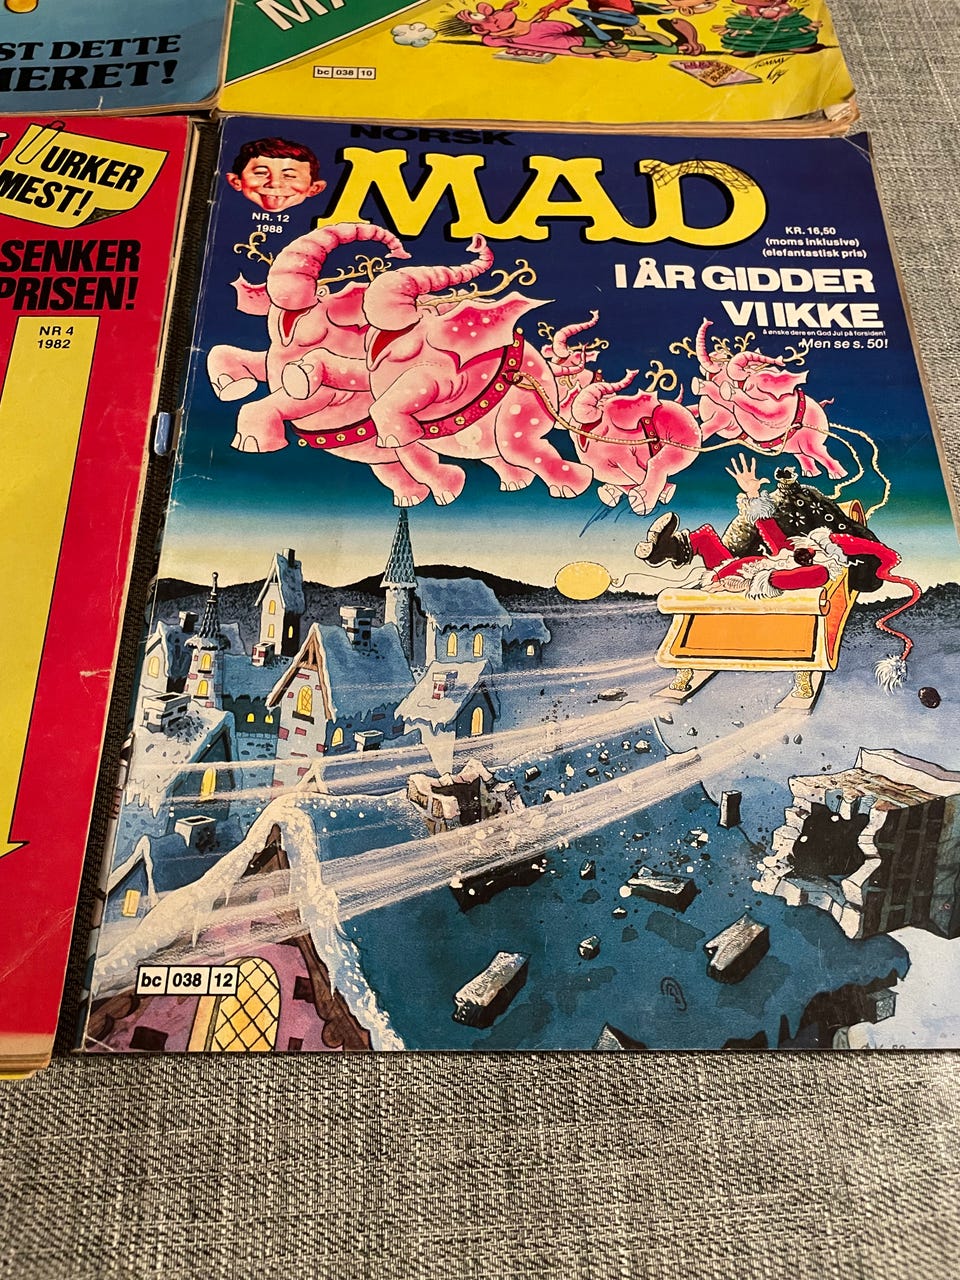 ST DETTE
MERET!
MA
bc 038 10
URKER
MEST!
SENKER
PRISEN!
NR 4
1982
NORSK
MAD
NR. 12
1988
KR. 16,50
(moms inklusive)
(elefantastisk pris)
I ÅR GIDDER
VI IKKE
å ønske dere en God Jul på forsiden!
Men se s. 50!
bc 038 12